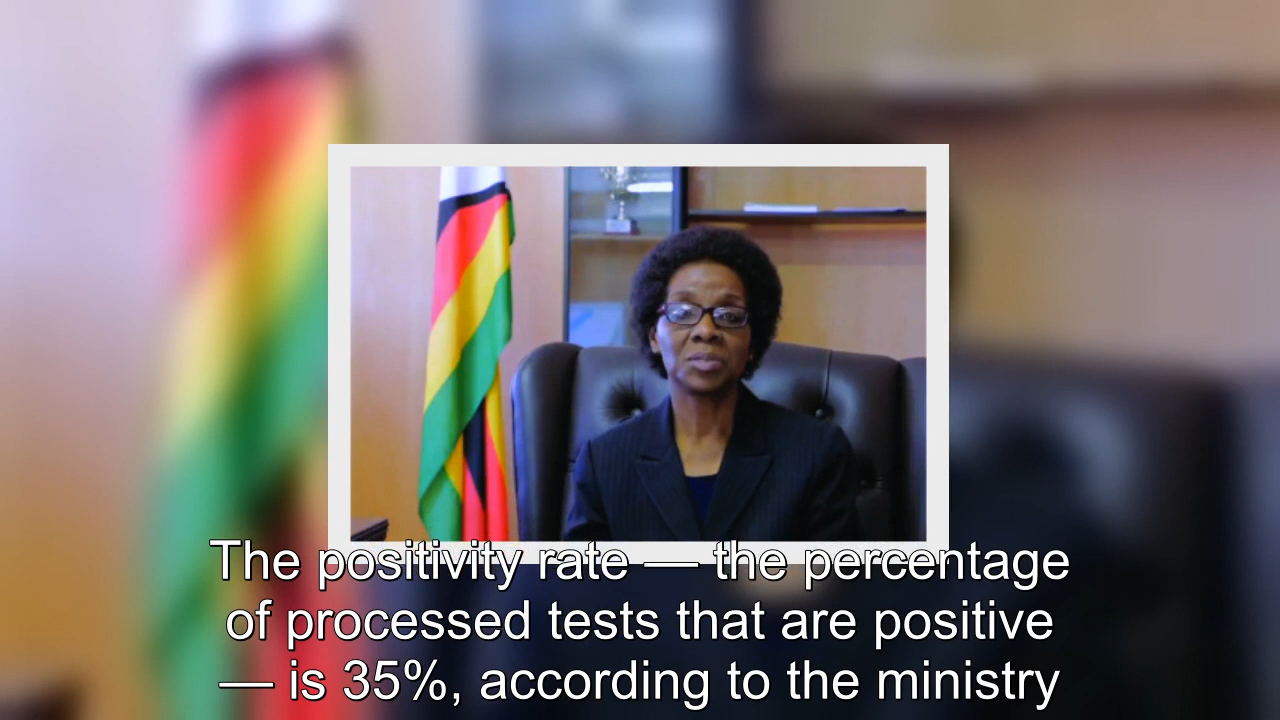 The positivity rate — the percentage
of processed tests that are positive
— is 35%, according to the ministry